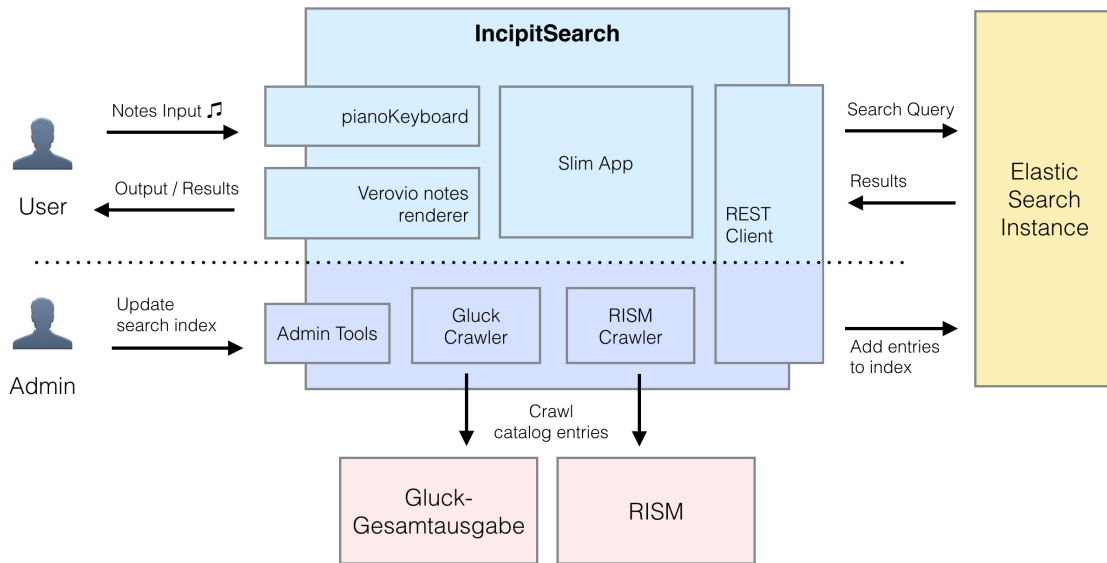 IncipitSearch
Notes Input ♫
pianoKeyboard
Search Query
Slim App
Elastic
Search
Instance
User
Output / Results
Verovio notes
renderer
Results
REST
Client
Update
search index
Admin Tools
Gluck
Crawler
RISM
Crawler
Add entries
to index
Admin
Crawl
catalog entries
Gluck-
Gesamtausgabe
RISM